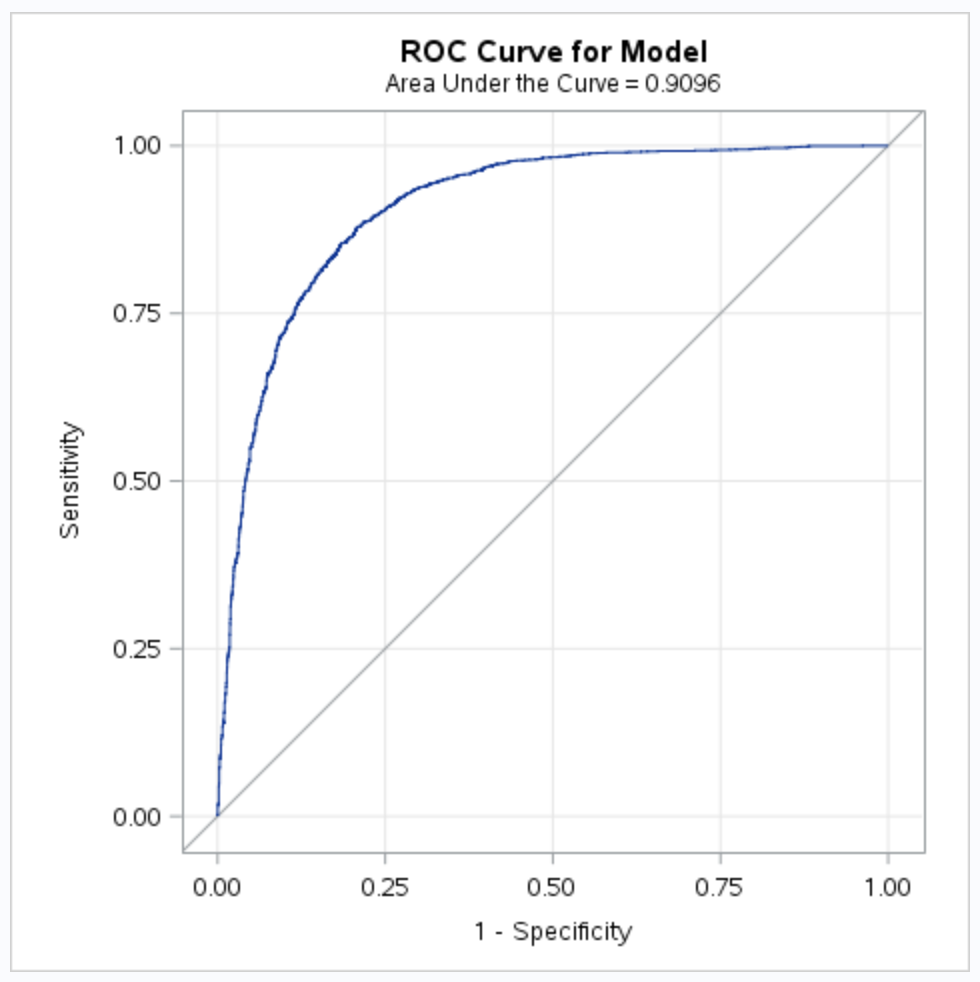 ROC Curve for Model
Area Under the Curve = 0.9096
1.00
0.75
0.50
0.25
0.00
Sensitivity
0.00 0.25 0.50 0.75 1.00
1 - Specificity